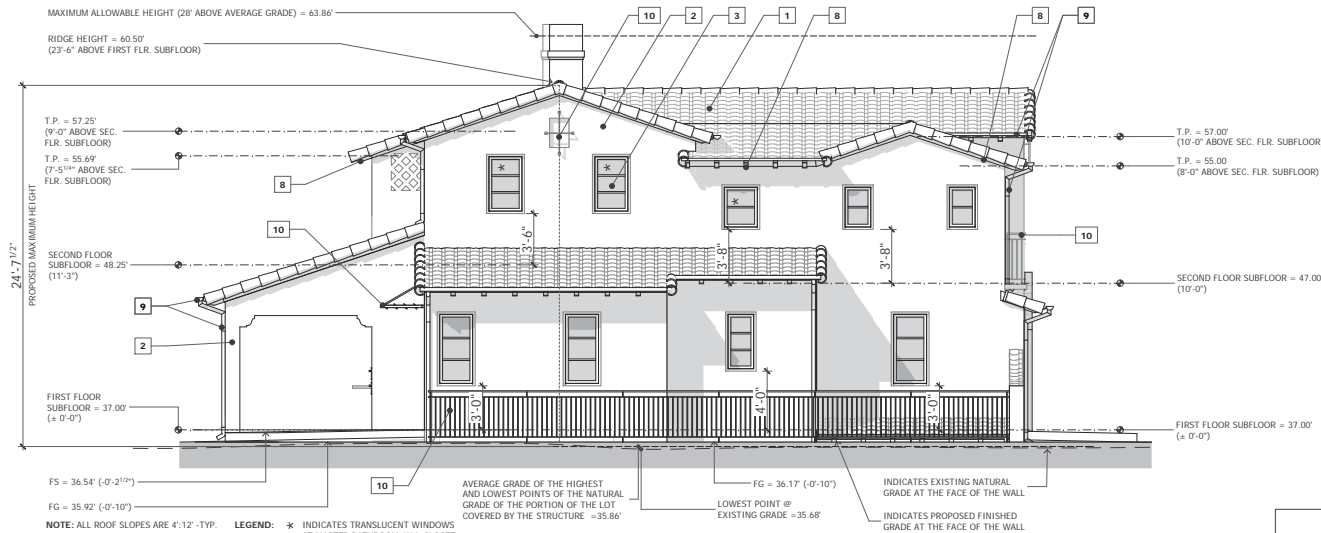 MAXIMUM ALLOWABLE HEIGHT (28' ABOVE AVERAGE GRADE) = 63.86'
10
2
3
1
8
8
9
RIDGE HEIGHT = 60.50'
(23'-6" ABOVE FIRST FLR. SUBFLOOR)
T.P. = 57.25'
(9'-0" ABOVE SEC.
FLR. SUBFLOOR)
T.P. = 55.69'
(7'-5 1/4" ABOVE SEC.
FLR. SUBFLOOR)
T.P. = 57.00'
(10'-0" ABOVE SEC. FLR. SUBFLOOR)
T.P. = 55.00
(8'-0" ABOVE SEC. FLR. SUBFLOOR)
8
10
10
24'-7 1/2"
PROPOSED MAXIMUM HEIGHT
SECOND FLOOR
SUBFLOOR = 48.25'
(11'-3")
3'-6"
3'-8"
3'-8"
SECOND FLOOR SUBFLOOR = 47.00
(10'-0")
9
2
FIRST FLOOR
SUBFLOOR = 37.00'
(± 0'-0")
3'-0"
4'-0"
3'-0"
FIRST FLOOR SUBFLOOR = 37.00'
(± 0'-0")
FS = 36.54' (-0'-2 1/2")
FG = 35.92' (-0'-10")
10
AVERAGE GRADE OF THE HIGHEST
AND LOWEST POINTS OF THE NATURAL
GRADE OF THE PORTION OF THE LOT
COVERED BY THE STRUCTURE =35.86'
FG = 36.17' (-0'-10")
LOWEST POINT @
EXISTING GRADE =35.68'
INDICATES EXISTING NATURAL
GRADE AT THE FACE OF THE WALL
INDICATES PROPOSED FINISHED
GRADE AT THE FACE OF THE WALL
NOTE: ALL ROOF SLOPES ARE 4':12' -TYP. LEGEND: * INDICATES TRANSLUCENT WINDOWS